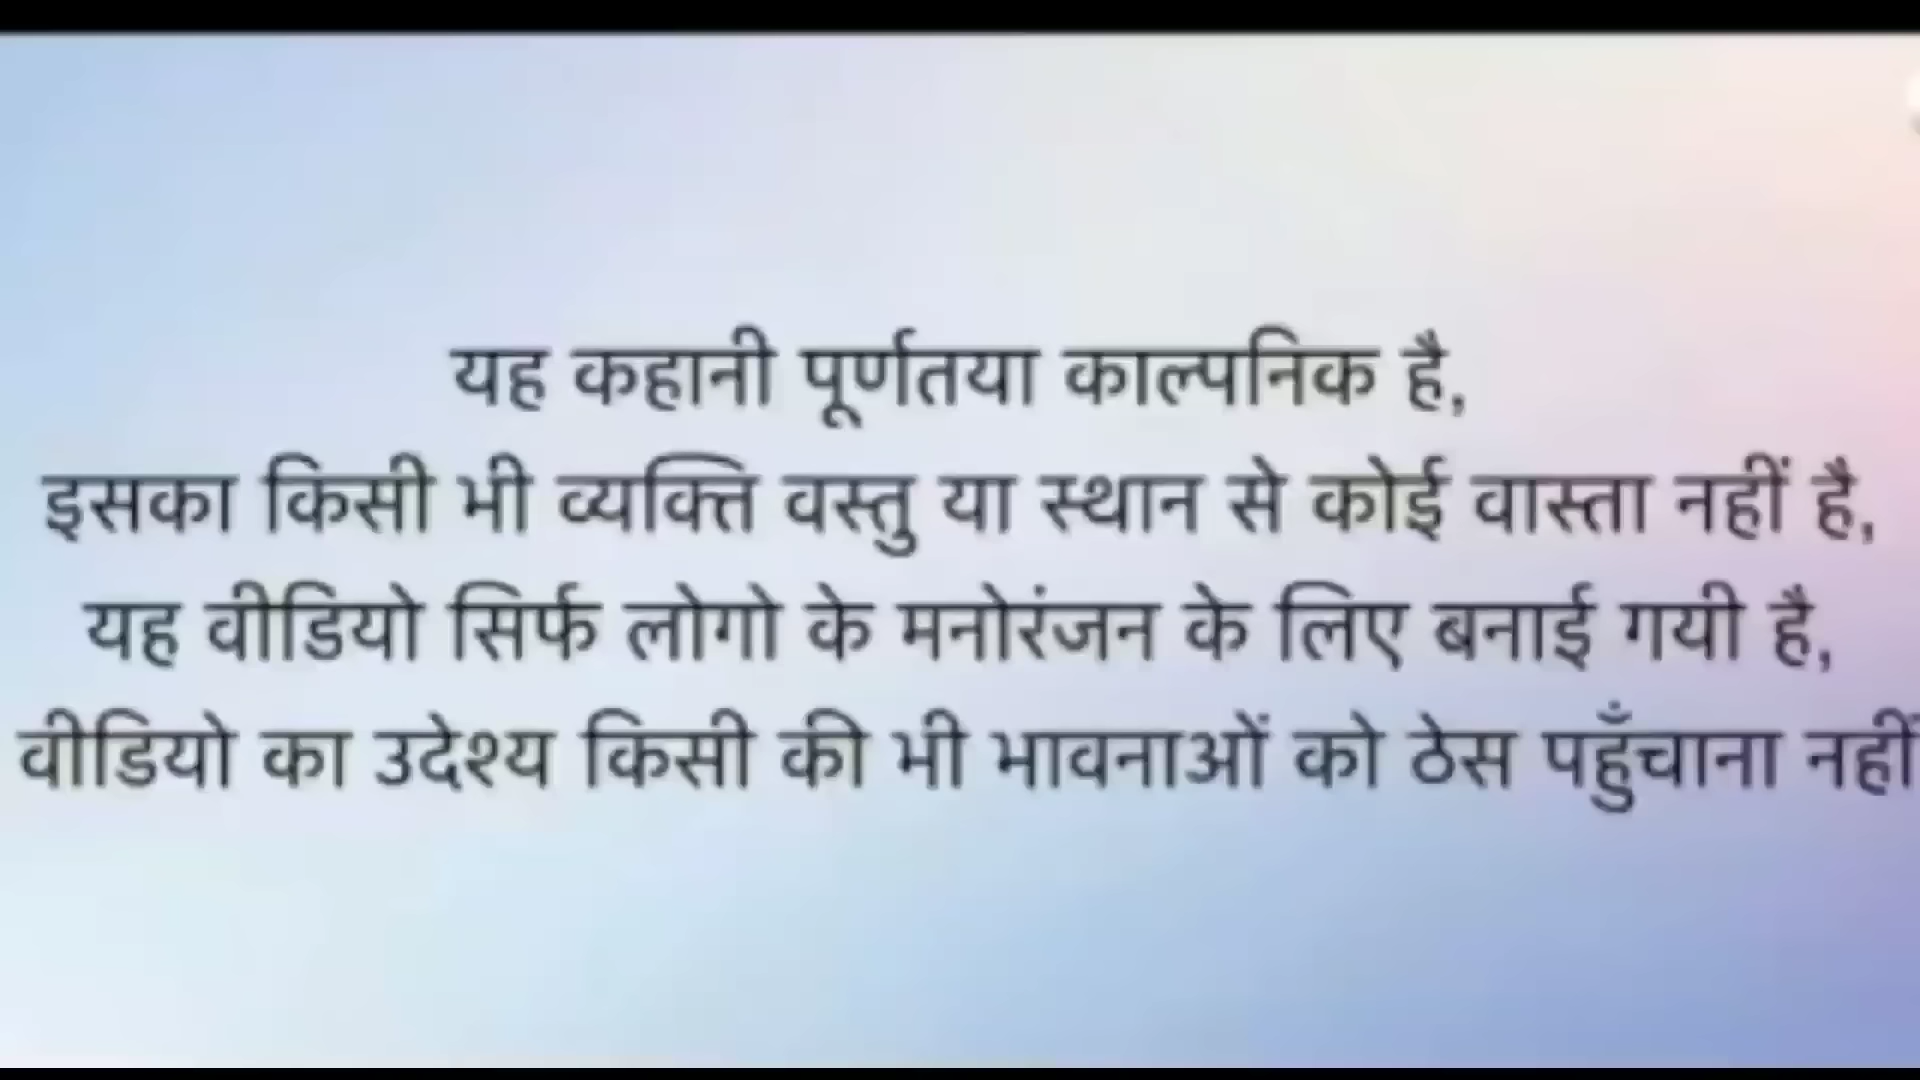 यह कहानी पूर्णतया काल्पनिक है,
इसका किसी भी व्यक्ति वस्तु या स्थान से कोई वास्ता नहीं है,
यह वीडियो सिर्फ लोगो के मनोरंजन के लिए बनाई गयी है,
वीडियो का उदेश्य किसी की भी भावनाओं को ठेस पहुँचाना नहीं